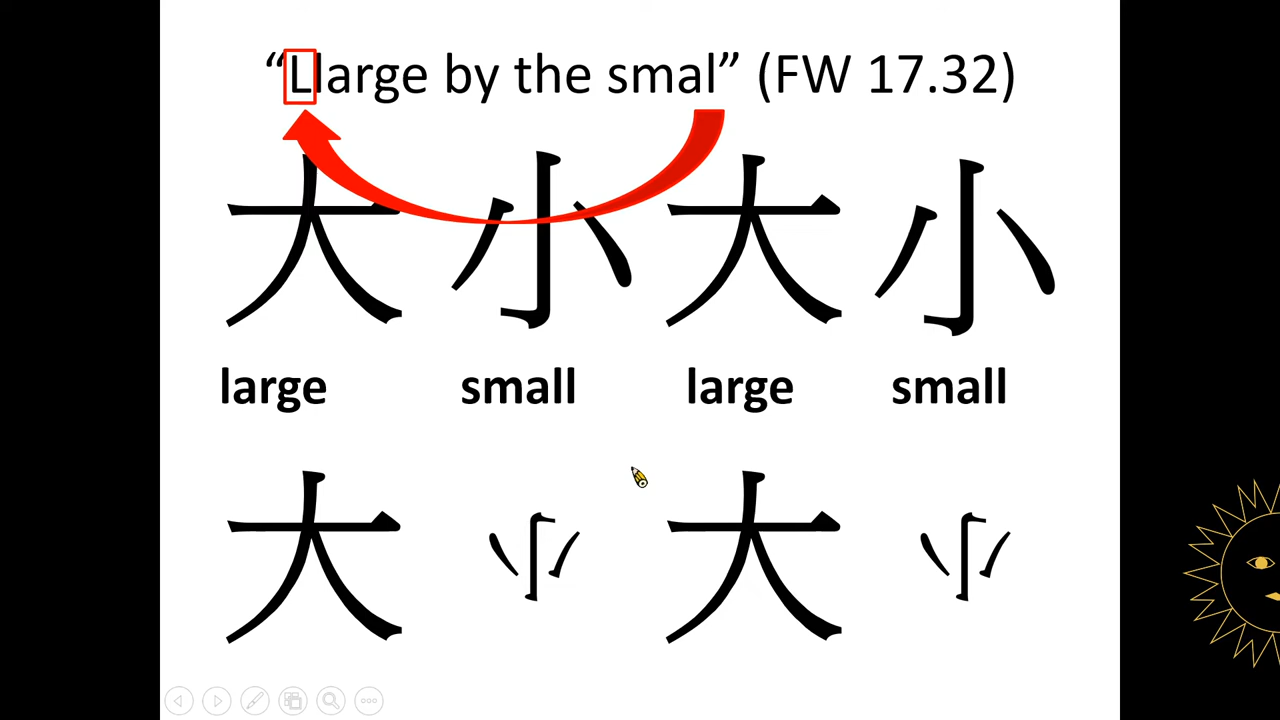 “Llarge by the smal” (FW 17.32)
大 小 大 小
large small large small
大 小 大 小